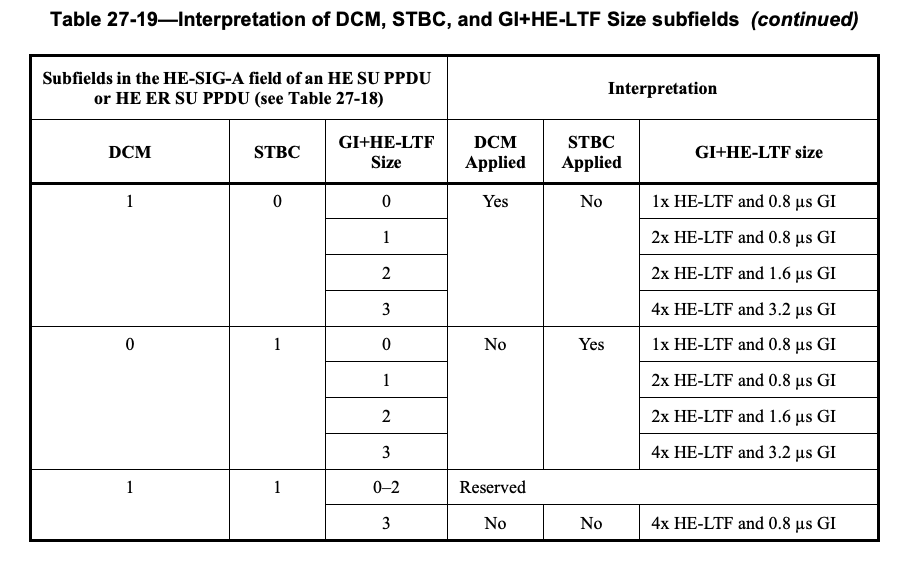 Table 27-19—Interpretation of DCM, STBC, and GI+HE-LTF Size subfields (continued)
Subfields in the HE-SIG-A field of an HE SU PPDU
or HE ER SU PPDU (see Table 27-18)
Interpretation
DCM
STBC
GI+HE-LTF
Size
DCM
Applied
STBC
Applied
GI+HE-LTF size
1 0 0 Yes No 1x HE-LTF and 0.8 µs GI
1 2x HE-LTF and 0.8 µs GI
2 2x HE-LTF and 1.6 µs GI
3 4x HE-LTF and 3.2 µs GI
0 1 0 No Yes 1x HE-LTF and 0.8 µs GI
1 2x HE-LTF and 0.8 µs GI
2 2x HE-LTF and 1.6 µs GI
3 4x HE-LTF and 3.2 µs GI
1 1 0–2 Reserved
3 No No 4x HE-LTF and 0.8 µs GI